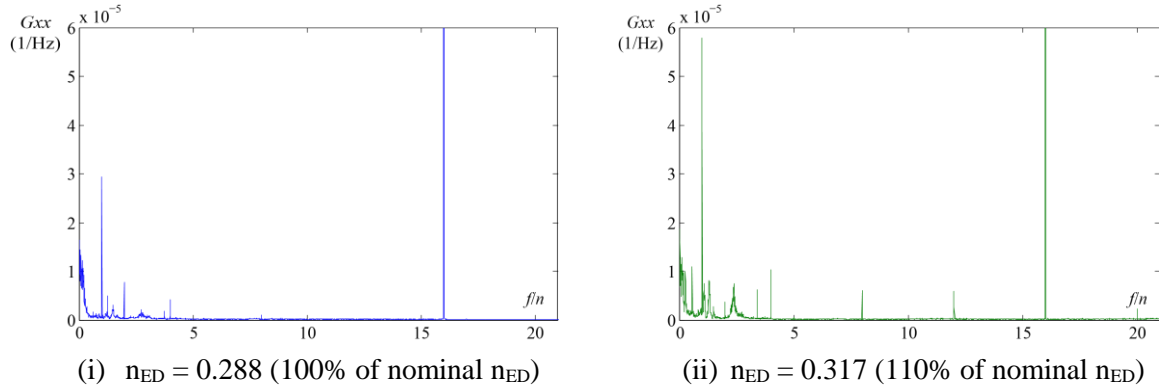 Gxx
(1/Hz)
6 x 10⁻⁵
5
4
3
2
1
0
0 5 10 15 20
f/n
(i) n_ED = 0.288 (100% of nominal n_ED)
Gxx
(1/Hz)
6 x 10⁻⁵
5
4
3
2
1
0
0 5 10 15 20
f/n
(ii) n_ED = 0.317 (110% of nominal n_ED)